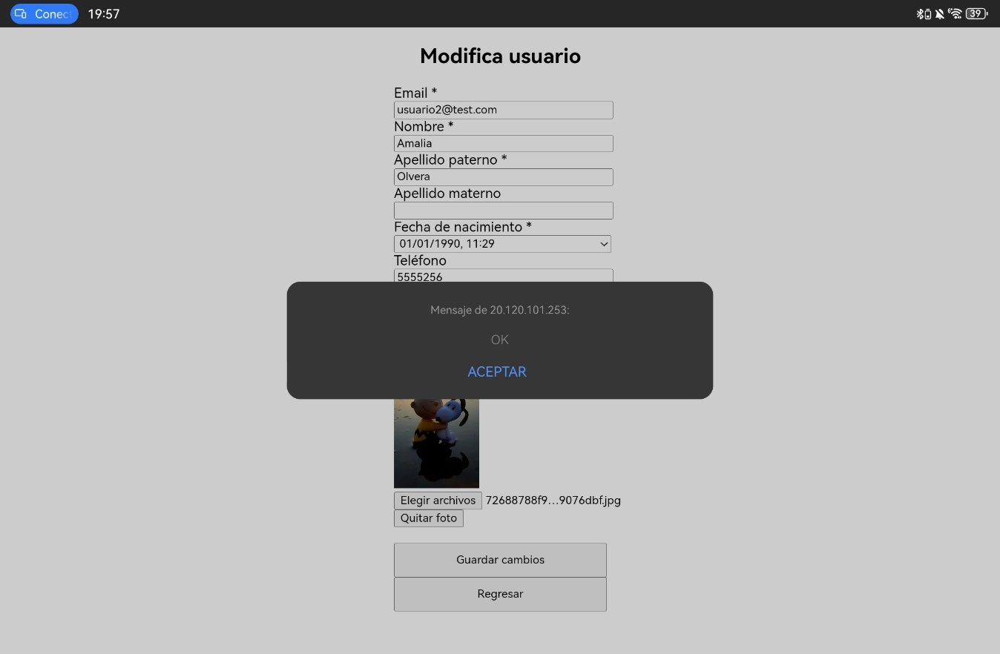 Conec
19:57
39
Modifica usuario
Email *
usuario2@test.com
Nombre *
Amalia
Apellido paterno *
Olvera
Apellido materno
Fecha de nacimiento *
01/01/1990, 11:29
Teléfono
5555256
Mensaje de 20.120.101.253:
OK
ACEPTAR
Elegir archivos 72688788f9…9076dbf.jpg
Quitar foto
Guardar cambios
Regresar